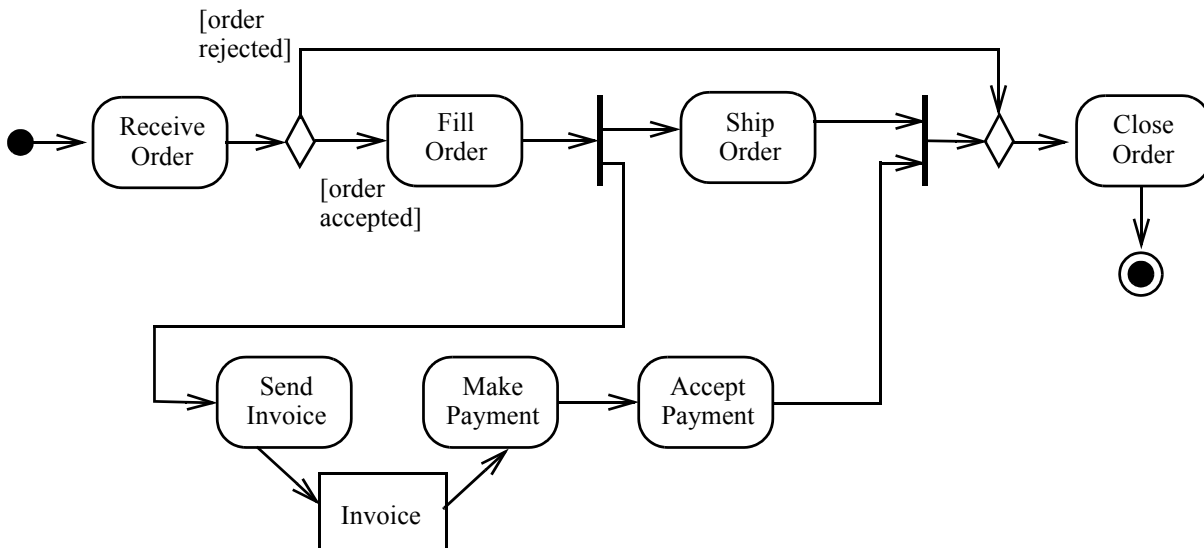 [order
rejected]
Receive
Order
Fill
Order
Ship
Order
Close
Order
[order
accepted]
Send
Invoice
Make
Payment
Accept
Payment
Invoice